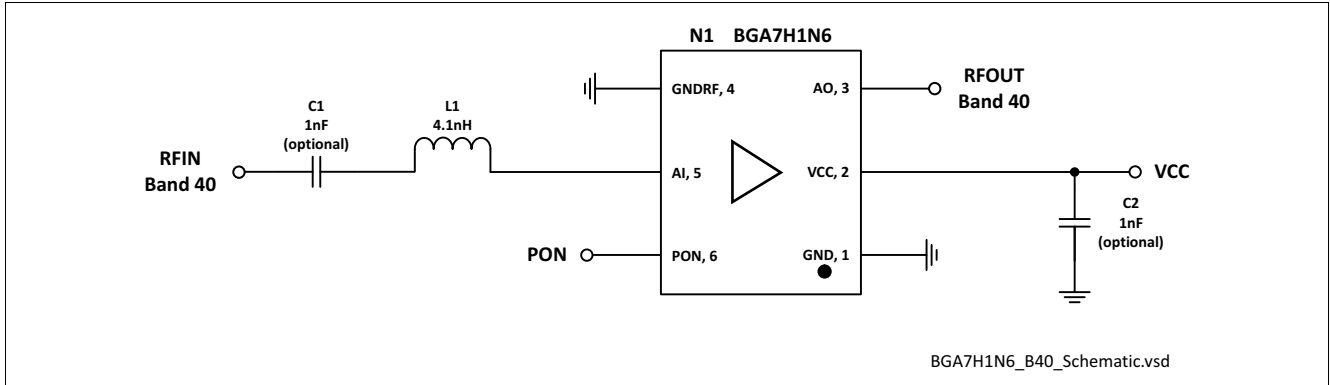 N1 BGA7H1N6
GNDRF, 4
AO, 3
RFOUT
Band 40
C1
1nF
(optional)
L1
4.1nH
RFIN
Band 40
AI, 5
VCC, 2
VCC
C2
1nF
(optional)
PON
PON, 6
GND, 1
BGA7H1N6_B40_Schematic.vsd